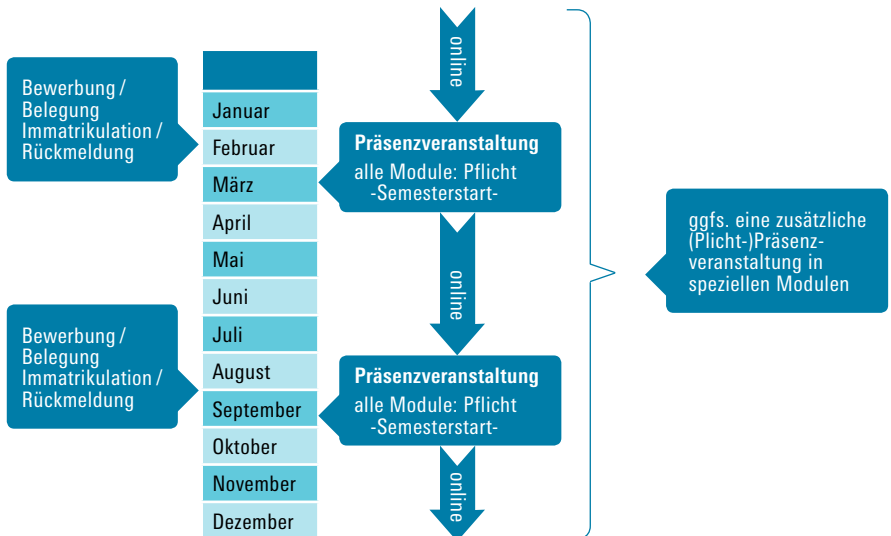 online
Bewerbung /
Belegung
Immatrikulation /
Rückmeldung
Januar
Februar
März
April
Mai
Juni
Juli
August
September
Oktober
November
Dezember
Präsenzveranstaltung
alle Module: Pflicht
-Semesterstart-
online
ggfs. eine zusätzliche
(Plicht-)Präsenz-
veranstaltung in
speziellen Modulen
Bewerbung /
Belegung
Immatrikulation /
Rückmeldung
Präsenzveranstaltung
alle Module: Pflicht
-Semesterstart-
online